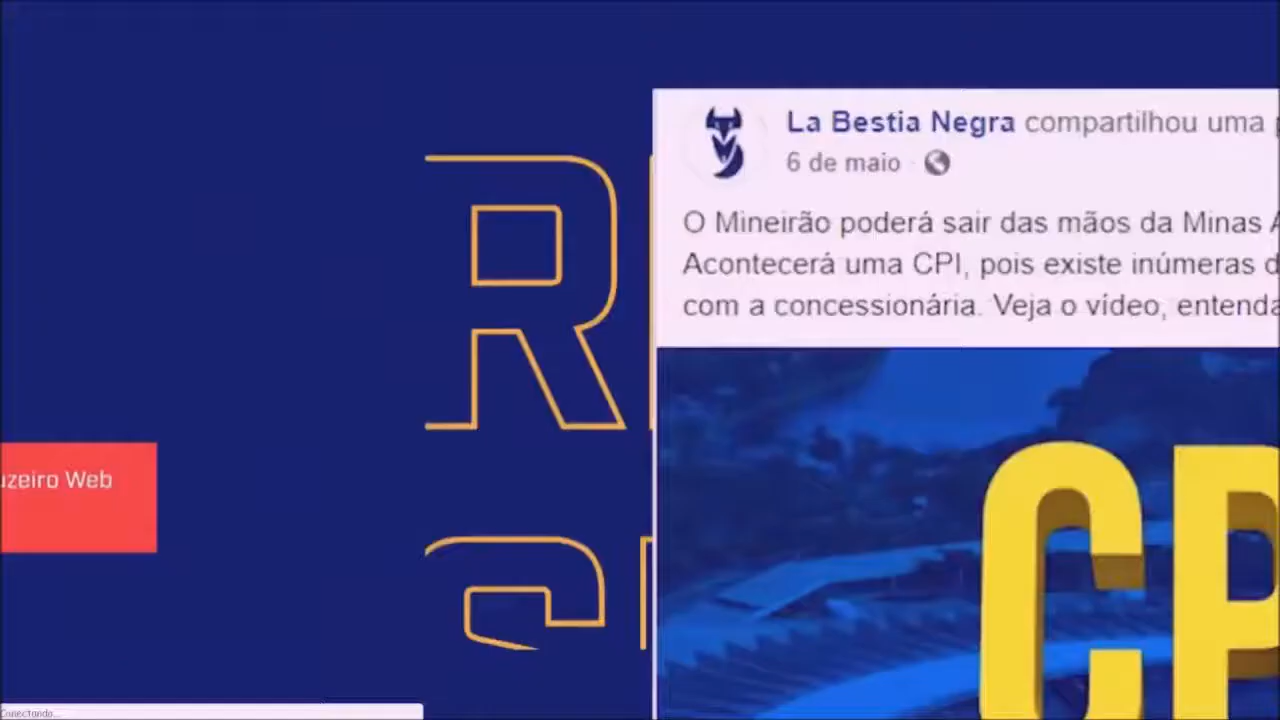 La Bestia Negra compartilhou uma
6 de maio ·
O Mineirão poderá sair das mãos da Minas A
Acontecerá uma CPI, pois existe inúmeras d
com a concessionária. Veja o vídeo, entenda
R
uzeiro Web
CP
Conectando...